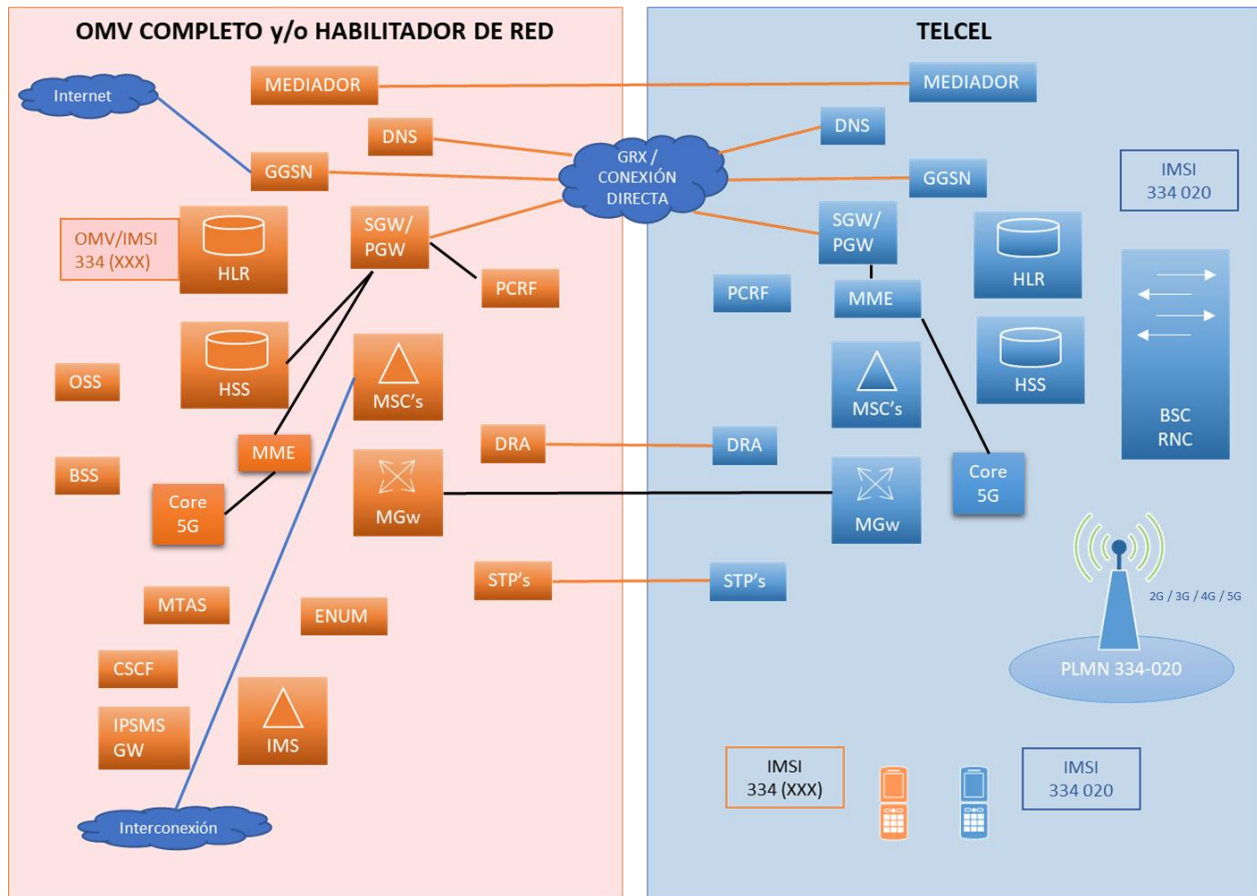 OMV COMPLETO y/o HABILITADOR DE RED
Internet
MEDIADOR
DNS
GGSN
OMV/IMSI
334 (XXX)
HLR
SGW/
PGW
PCRF
HSS
MSC's
OSS
MME
DRA
BSS
Core
5G
MGw
STP's
MTAS
ENUM
CSCF
IPSMS
GW
IMS
Interconexión
GRX /
CONEXIÓN
DIRECTA
TELCEL
MEDIADOR
DNS
GGSN
IMSI
334 020
SGW/
PGW
HLR
PCRF
MME
HSS
MSC's
BSC
RNC
DRA
Core
5G
MGw
STP's
2G / 3G / 4G / 5G
PLMN 334-020
IMSI
334 (XXX)
IMSI
334 020